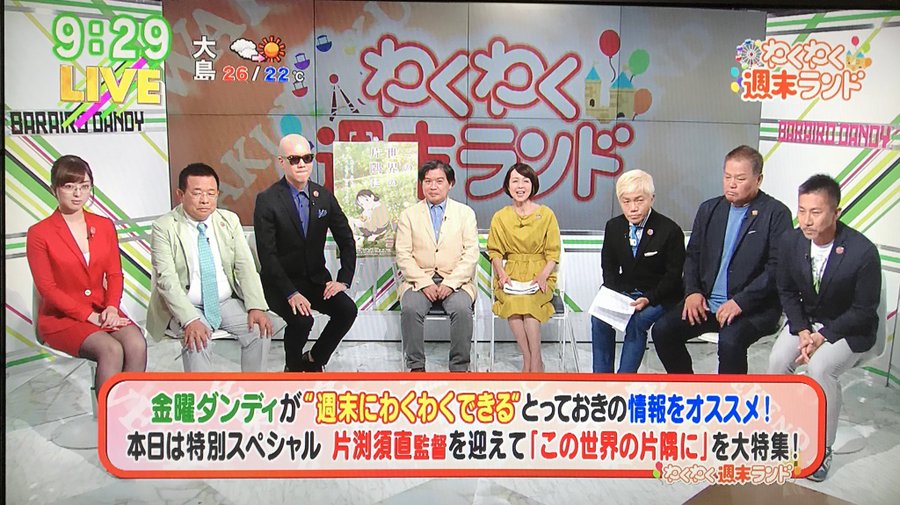 9:29
LIVE
大島 26/22℃
わくわく
週末ランド
わくわく
週末ランド
BARAIRO DANDY
BARAIRO DANDY
世界の
片隅
金曜ダンディが“週末にわくわくできる”とっておきの情報をオススメ!
本日は特別スペシャル 片渕須直監督を迎えて「この世界の片隅に」を大特集!
わくわく週末ランド